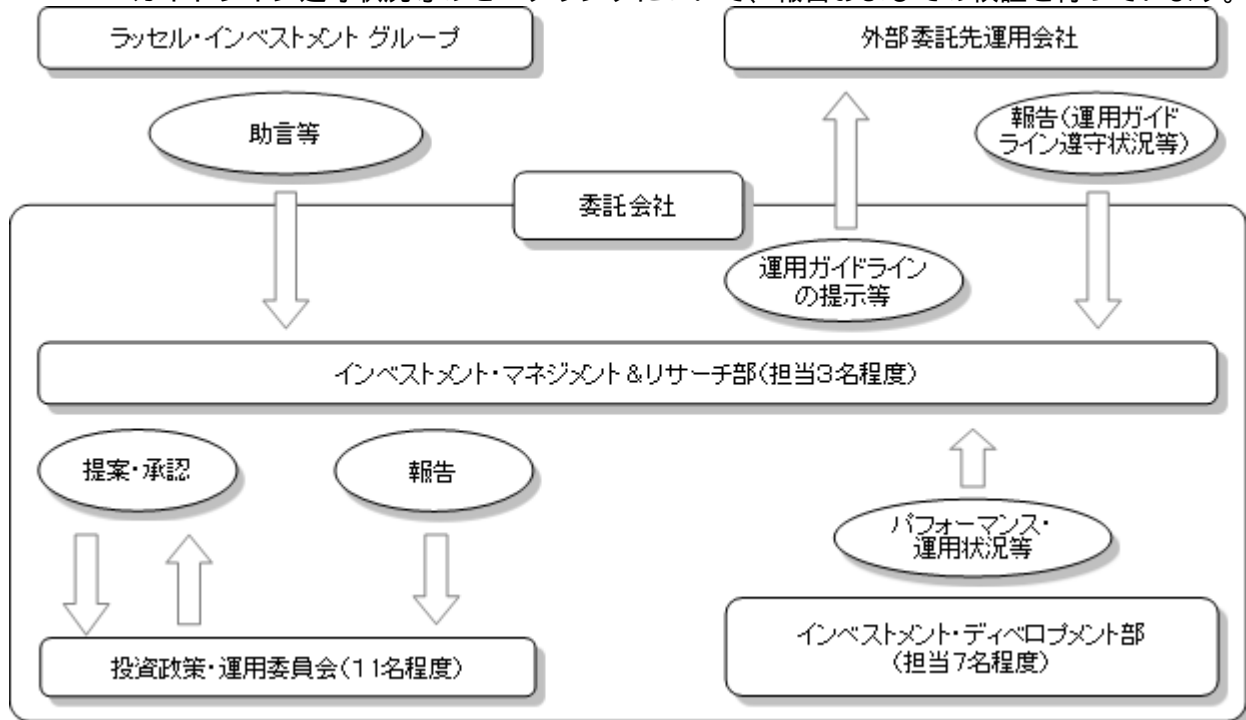 ラッセル・インベストメント グループ
外部委託先運用会社
助言等
報告(運用ガイド
ライン遵守状況等)
委託会社
運用ガイドライン
の提示等
インベストメント・マネジメント&リサーチ部(担当3名程度)
提案・承認
報告
パフォーマンス・
運用状況等
投資政策・運用委員会(11名程度)
インベストメント・ディベロプメント部
(担当7名程度)